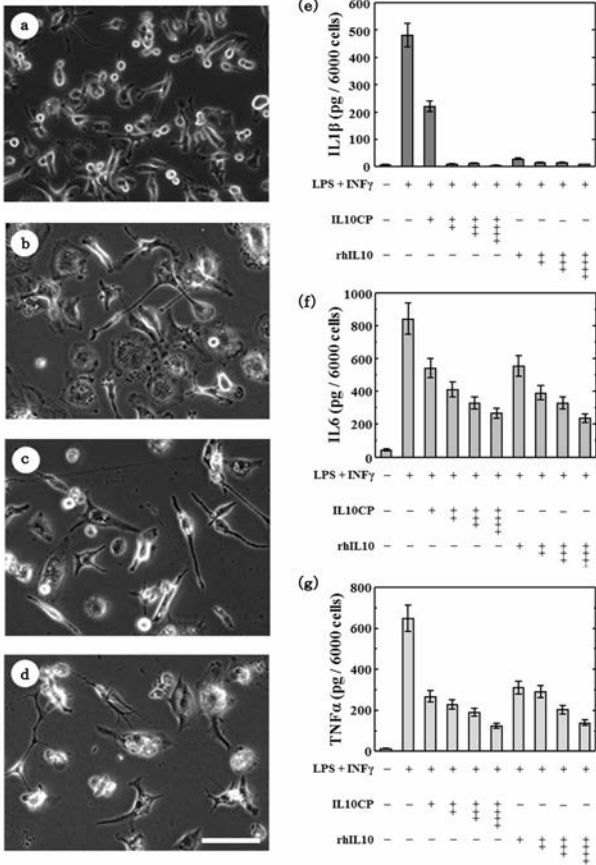 a
b
c
d
(e)
IL1β (pg / 6000 cells)
600
500
400
300
200
100
0
LPS + INFγ − + + + + + + + + +
IL10CP − − + ++ +++ ++++ − − − −
rhIL10 − − − − − − + ++ +++ ++++
(f)
IL6 (pg / 6000 cells)
1000
800
600
400
200
0
LPS + INFγ − + + + + + + + + +
IL10CP − − + ++ +++ ++++ − − − −
rhIL10 − − − − − − + ++ +++ ++++
(g)
TNFα (pg / 6000 cells)
800
600
400
200
0
LPS + INFγ − + + + + + + + + +
IL10CP − − + ++ +++ ++++ − − − −
rhIL10 − − − − − − + ++ +++ ++++